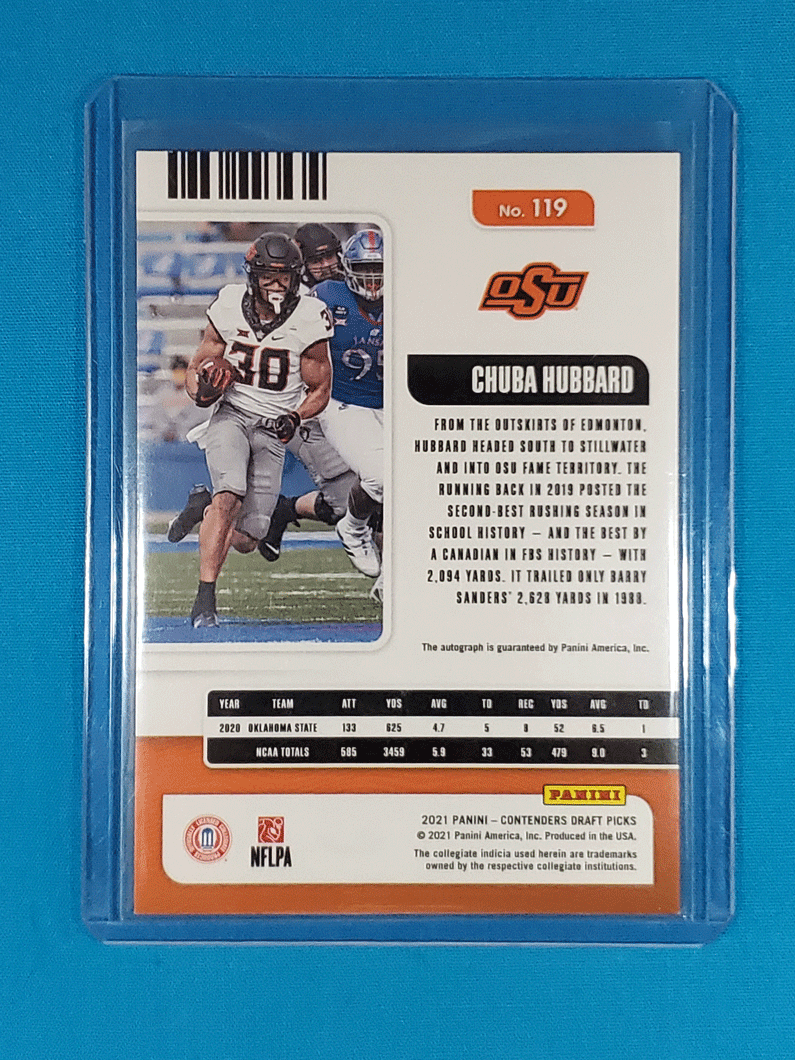 No. 119
OSU
CHUBA HUBBARD
30
KANSAS
FROM THE OUTSKIRTS OF EDMONTON,
HUBBARD HEADED SOUTH TO STILLWATER
AND INTO OSU FAME TERRITORY. THE
RUNNING BACK IN 2019 POSTED THE
SECOND-BEST RUSHING SEASON IN
SCHOOL HISTORY – AND THE BEST BY
A CANADIAN IN FBS HISTORY – WITH
2,094 YARDS. IT TRAILED ONLY BARRY
SANDERS' 2,628 YARDS IN 1988.
The autograph is guaranteed by Panini America, Inc.
YEAR TEAM ATT YDS AVG TD REC YDS AVG TD
2020 OKLAHOMA STATE 133 625 4.7 5 8 52 6.5 1
NCAA TOTALS 585 3459 5.9 33 53 479 9.0 3
PANINI
2021 PANINI – CONTENDERS DRAFT PICKS
© 2021 Panini America, Inc. Produced in the USA.
The collegiate indicia used herein are trademarks
owned by the respective collegiate institutions.
OFFICIALLY LICENSED COLLEGIATE PRODUCTS
NFLPA